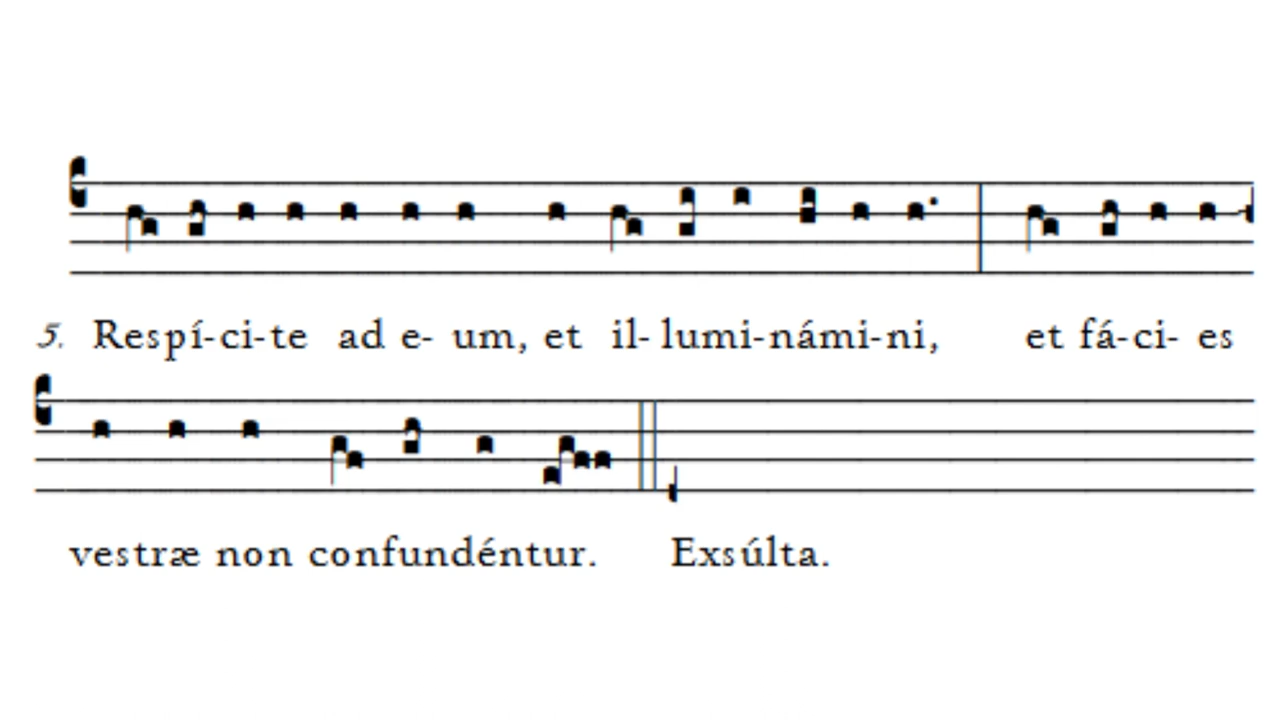 5. Respí-ci-te ad e- um, et il- lumi-námi-ni, et fá-ci- es
vestræ non confundéntur. Exsúlta.